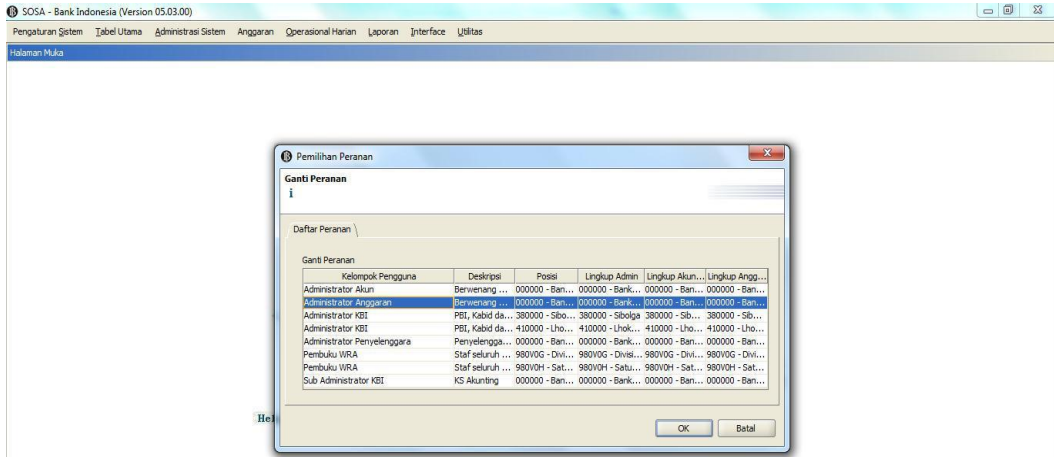 SOSA - Bank Indonesia (Version 05.03.00)
Pengaturan Sistem Tabel Utama Administrasi Sistem Anggaran Operasional Harian Laporan Interface Utilitas
Halaman Muka
Pemilihan Peranan
Ganti Peranan
i
Daftar Peranan
Ganti Peranan
Kelompok Pengguna Deskripsi Posisi Lingkup Admin Lingkup Akun... Lingkup Angg...
Administrator Akun Berwenang ... 000000 - Ban... 000000 - Bank... 000000 - Ban... 000000 - Ban...
Administrator Anggaran Berwenang ... 000000 - Ban... 000000 - Bank... 000000 - Ban... 000000 - Ban...
Administrator KBI PBI, Kabid da... 380000 - Sibo... 380000 - Sibolga 380000 - Sib... 380000 - Sib...
Administrator KBI PBI, Kabid da... 410000 - Lho... 410000 - Lhok... 410000 - Lho... 410000 - Lho...
Administrator Penyelenggara Penyelengga... 000000 - Ban... 000000 - Bank... 000000 - Ban... 000000 - Ban...
Pembuku WRA Staf seluruh ... 980V0G - Divi... 980V0G - Divisi... 980V0G - Divi... 980V0G - Divi...
Pembuku WRA Staf seluruh ... 980V0H - Sat... 980V0H - Satu... 980V0H - Sat... 980V0H - Sat...
Sub Administrator KBI KS Akunting 000000 - Ban... 000000 - Bank... 000000 - Ban... 000000 - Ban...
Hel
OK Batal